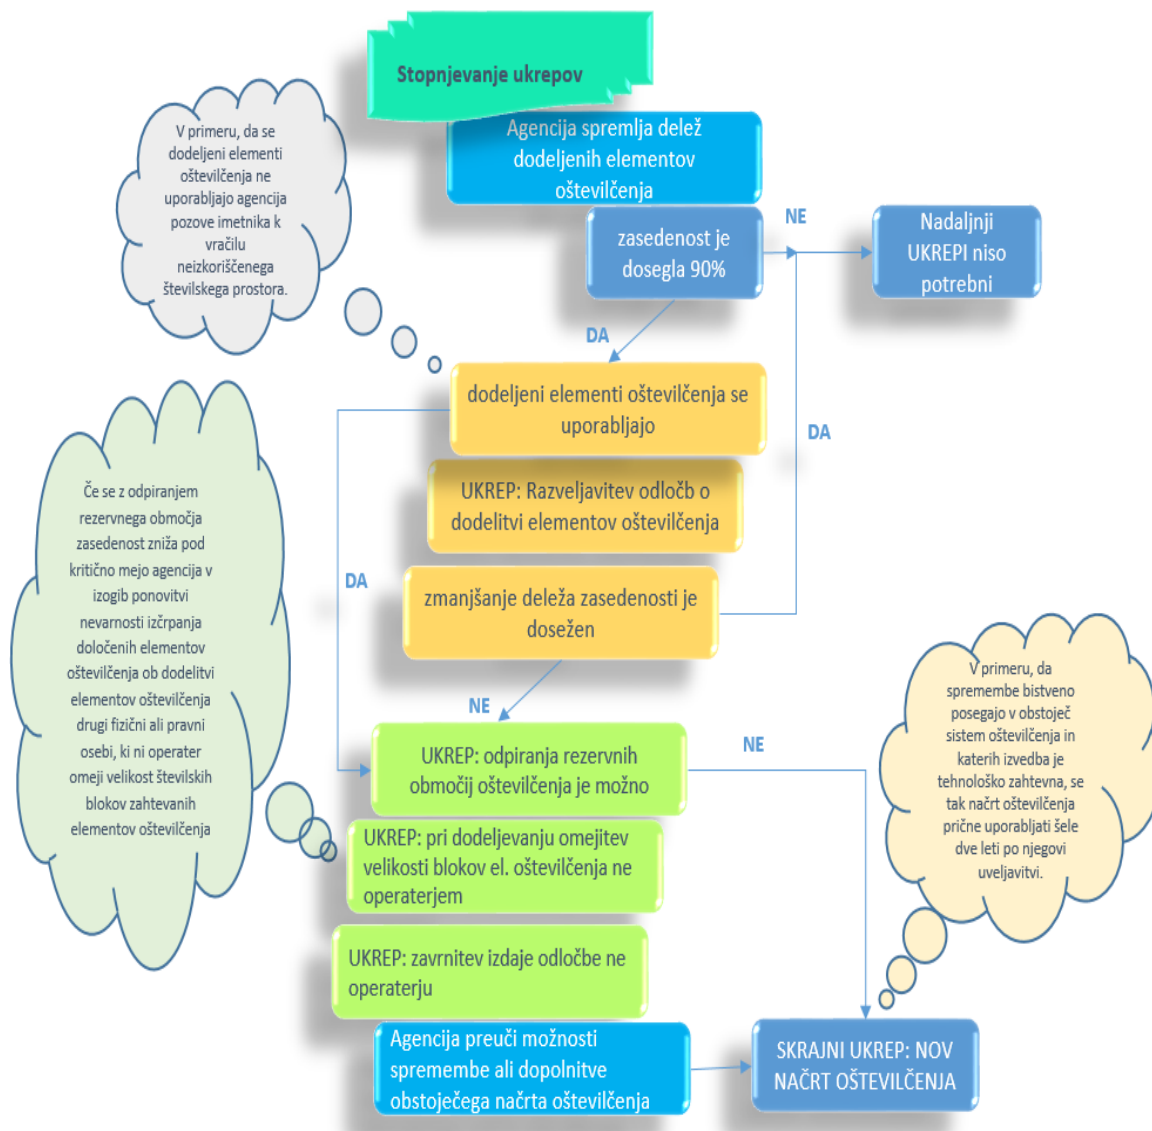 Stopnjevanje ukrepov
Agencija spremlja delež
dodeljenih elementov
oštevilčenja
V primeru, da se
dodeljeni elementi
oštevilčenja ne
uporabljajo agencija
pozove imetnika k
vračilu
neizkoriščenega
številskega prostora.
zasedenost je
dosegla 90%
NE
Nadaljnji
UKREPI niso
potrebni
DA
dodeljeni elementi oštevilčenja se
uporabljajo
DA
UKREP: Razveljavitev odločb o
dodelitvi elementov oštevilčenja
DA
zmanjšanje deleža zasedenosti je
dosežen
Če se z odpiranjem
rezervnega območja
zasedenost zniža pod
kritično mejo agencija v
izogib ponovitvi
nevarnosti izčrpanja
določenih elementov
oštevilčenja ob dodelitvi
elementov oštevilčenja
drugi fizični ali pravni
osebi, ki ni operater
omeji velikost številskih
blokov zahtevanih
elementov oštevilčenja
NE
UKREP: odpiranja rezervnih
območij oštevilčenja je možno
NE
V primeru, da
spremembe bistveno
posegajo v obstoječ
sistem oštevilčenja in
katerih izvedba je
tehnološko zahtevna, se
tak načrt oštevilčenja
prične uporabljati šele
dve leti po njegovi
uveljavitvi.
UKREP: pri dodeljevanju omejitev
velikosti blokov el. oštevilčenja ne
operaterjem
UKREP: zavrnitev izdaje odločbe ne
operaterju
Agencija preuči možnosti
spremembe ali dopolnitve
obstoječega načrta oštevilčenja
SKRAJNI UKREP: NOV
NAČRT OŠTEVILČENJA